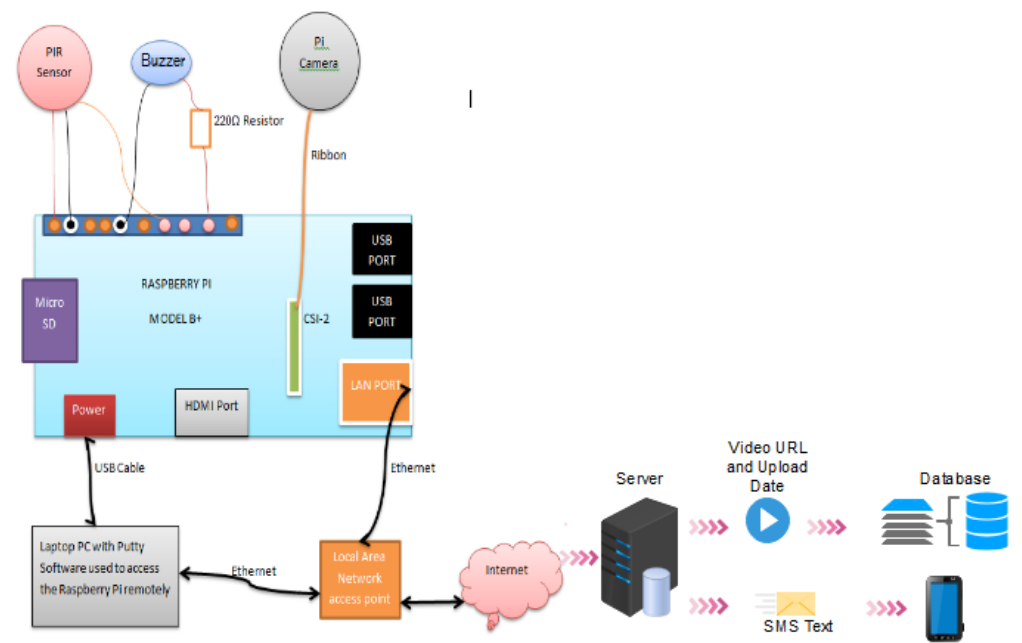 PIR
Sensor
Buzzer
Pi
Camera
220Ω Resistor
Ribbon
USB
PORT
RASPBERRY PI
MODEL B+
Micro
SD
USB
PORT
CSI-2
LAN PORT
Power
HDMI Port
USB Cable
Ethernet
Laptop PC with Putty
Software used to access
the Raspberry Pi remotely
Ethernet
Local Area
Network
access point
Internet
Server
Video URL
and Upload
Date
Database
SMS Text